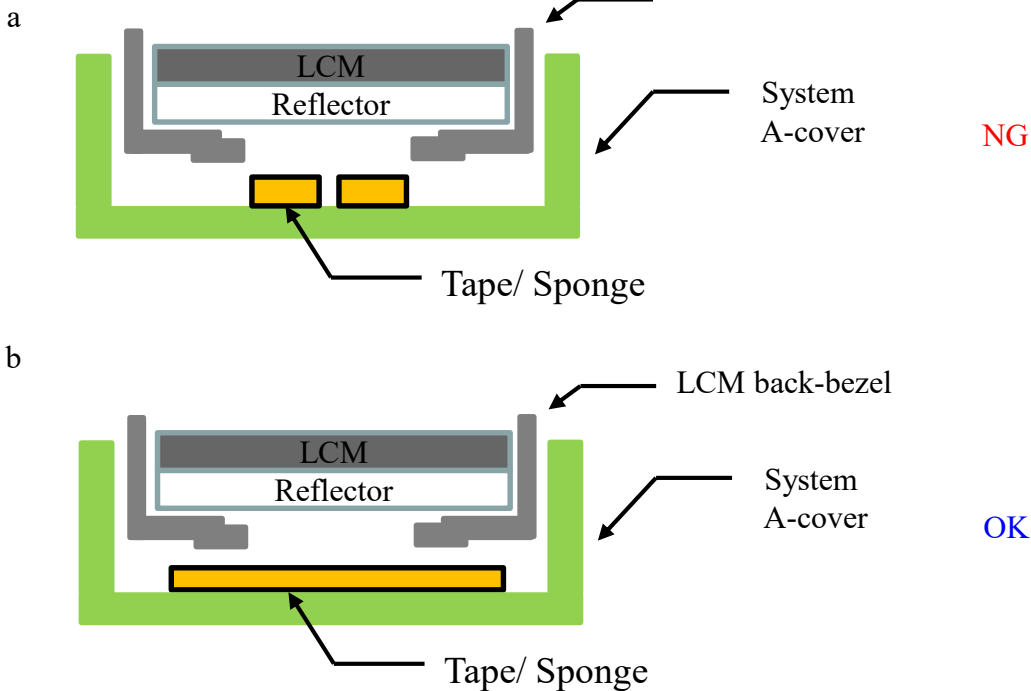 a
LCM
Reflector
System
A-cover
NG
Tape/ Sponge
b
LCM back-bezel
LCM
Reflector
System
A-cover
OK
Tape/ Sponge